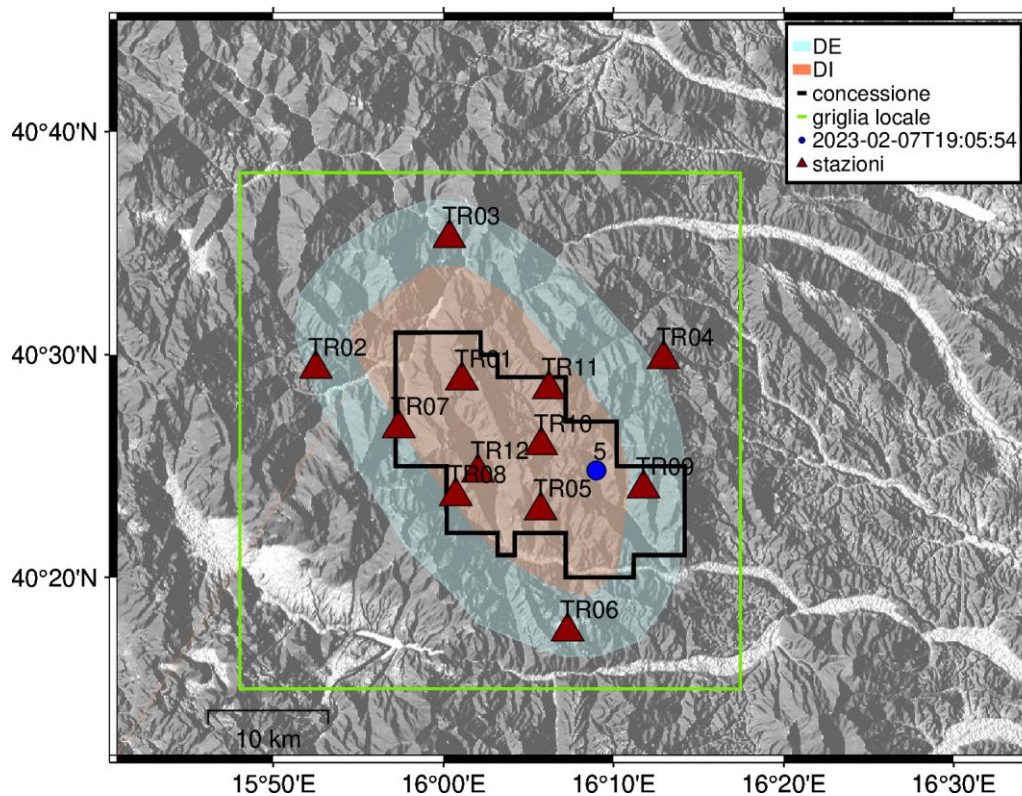 DE
DI
concessione
griglia locale
2023-02-07T19:05:54
stazioni
40°40'N
40°30'N
40°20'N
TR03
TR04
TR02
TR01
TR11
TR07
TR10
TR12
5
TR08
TR09
TR05
TR06
10 km
15°50'E
16°00'E
16°10'E
16°20'E
16°30'E